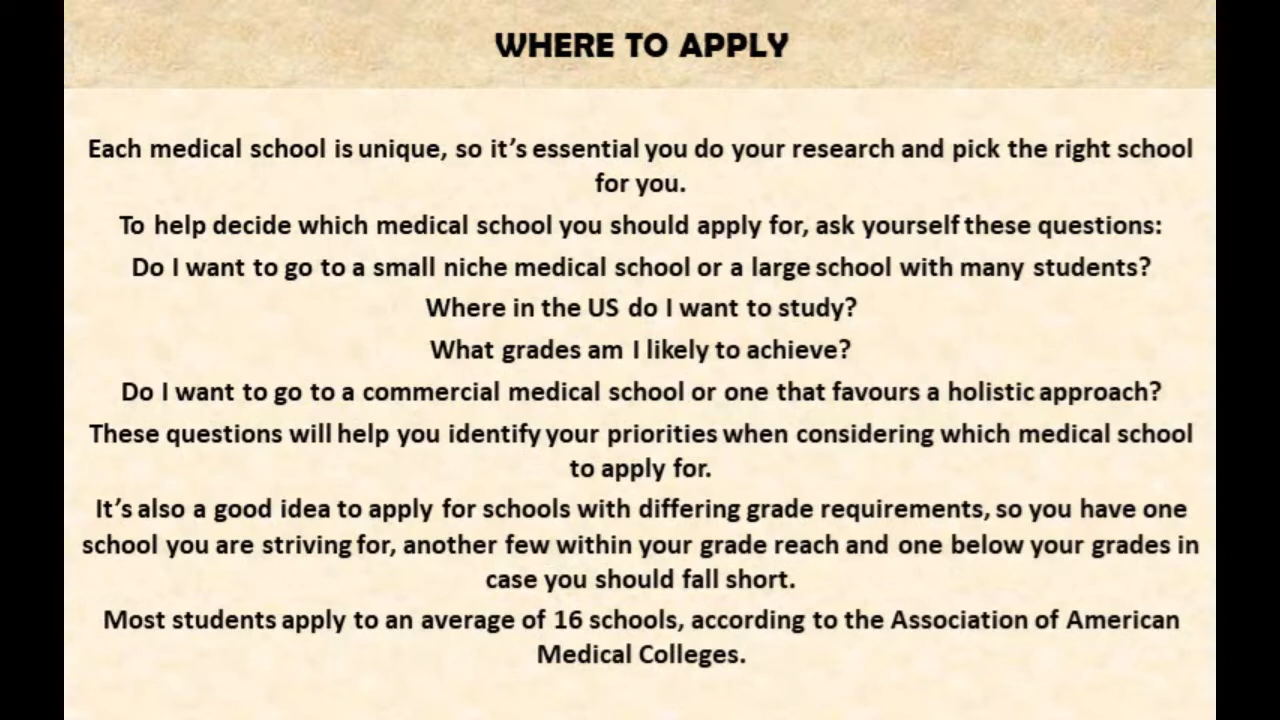 WHERE TO APPLY
Each medical school is unique, so it’s essential you do your research and pick the right school
for you.
To help decide which medical school you should apply for, ask yourself these questions:
Do I want to go to a small niche medical school or a large school with many students?
Where in the US do I want to study?
What grades am I likely to achieve?
Do I want to go to a commercial medical school or one that favours a holistic approach?
These questions will help you identify your priorities when considering which medical school
to apply for.
It’s also a good idea to apply for schools with differing grade requirements, so you have one
school you are striving for, another few within your grade reach and one below your grades in
case you should fall short.
Most students apply to an average of 16 schools, according to the Association of American
Medical Colleges.